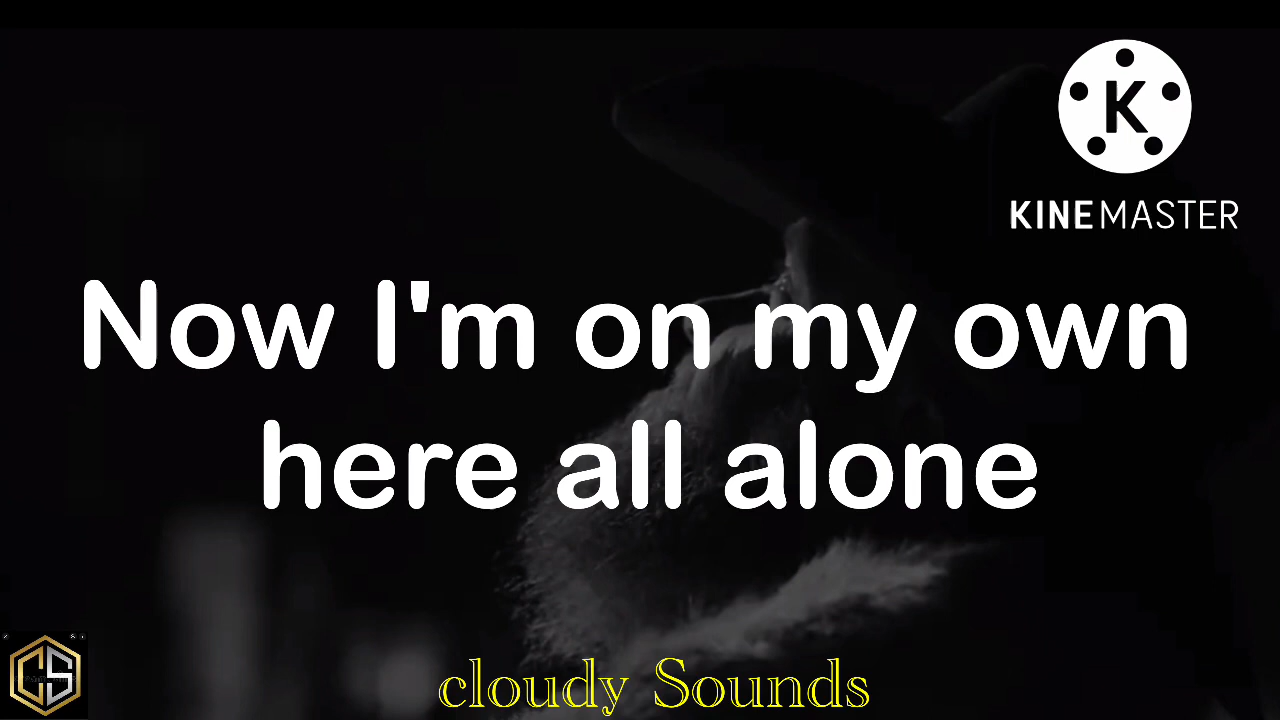 K
KINEMASTER
Now I'm on my own
here all alone
CS
cloudy Sounds